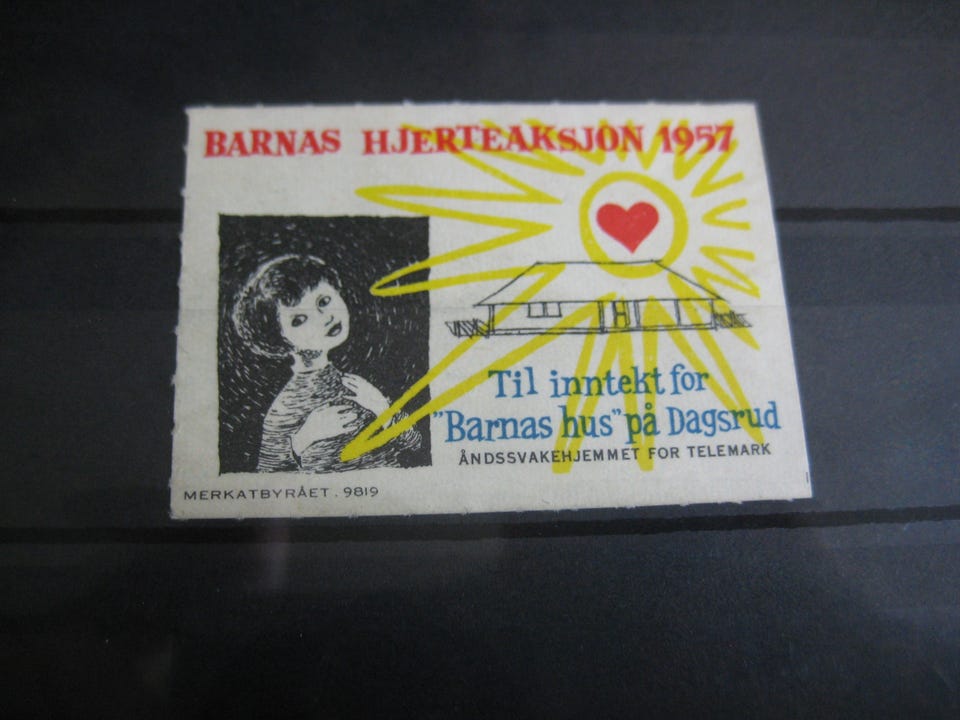 BARNAS HJERTEAKSJON 1957
Til inntekt for
"Barnas hus" på Dagsrud
ÅNDSSVAKEHJEMMET FOR TELEMARK
MERKATBYRÅET . 9819